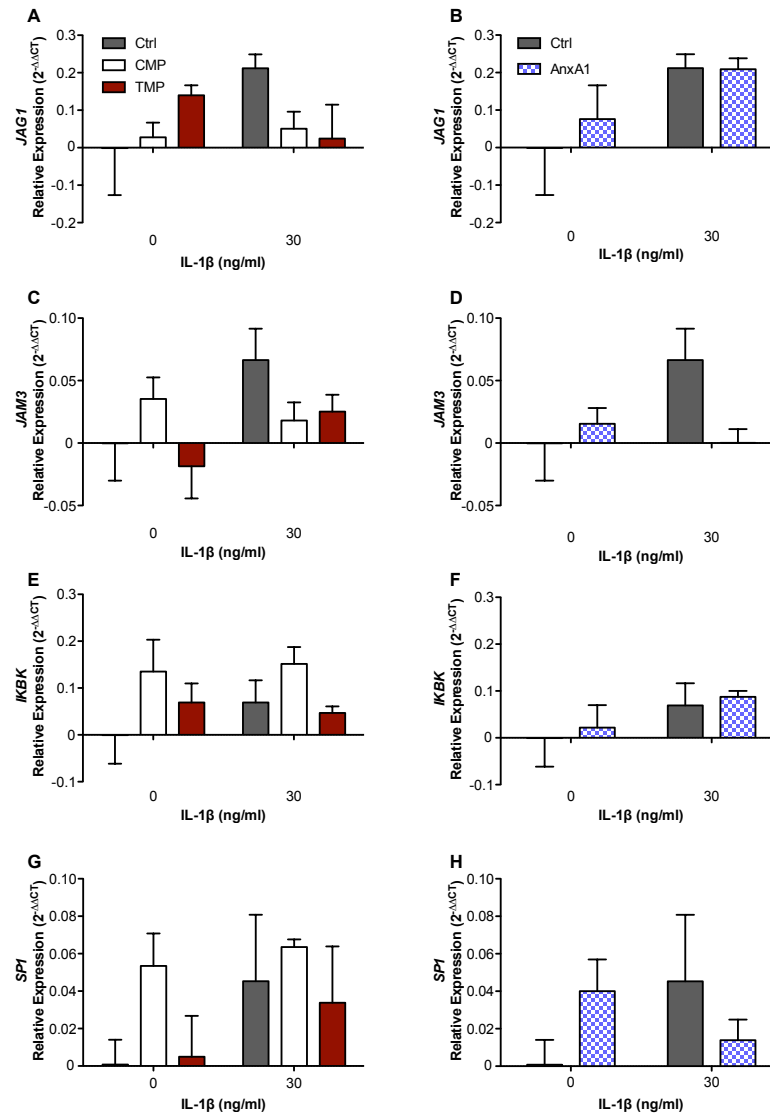 A
JAG1
Relative Expression (2-ΔΔCT)
0.3
0.2
0.1
0
-0.1
-0.2
Ctrl
CMP
TMP
0
30
IL-1β (ng/ml)
B
JAG1
Relative Expression (2-ΔΔCT)
0.3
0.2
0.1
0
-0.1
-0.2
Ctrl
AnxA1
0
30
IL-1β (ng/ml)
C
JAM3
Relative Expression (2-ΔΔCT)
0.10
0.05
0
-0.05
0
30
IL-1β (ng/ml)
D
JAM3
Relative Expression (2-ΔΔCT)
0.10
0.05
0
-0.05
0
30
IL-1β (ng/ml)
E
IKBK
Relative Expression (2-ΔΔCT)
0.3
0.2
0.1
0
-0.1
0
30
IL-1β (ng/ml)
F
IKBK
Relative Expression (2-ΔΔCT)
0.3
0.2
0.1
0
-0.1
0
30
IL-1β (ng/ml)
G
SP1
Relative Expression (2-ΔΔCT)
0.10
0.08
0.06
0.04
0.02
0
0
30
IL-1β (ng/ml)
H
SP1
Relative Expression (2-ΔΔCT)
0.10
0.08
0.06
0.04
0.02
0
0
30
IL-1β (ng/ml)